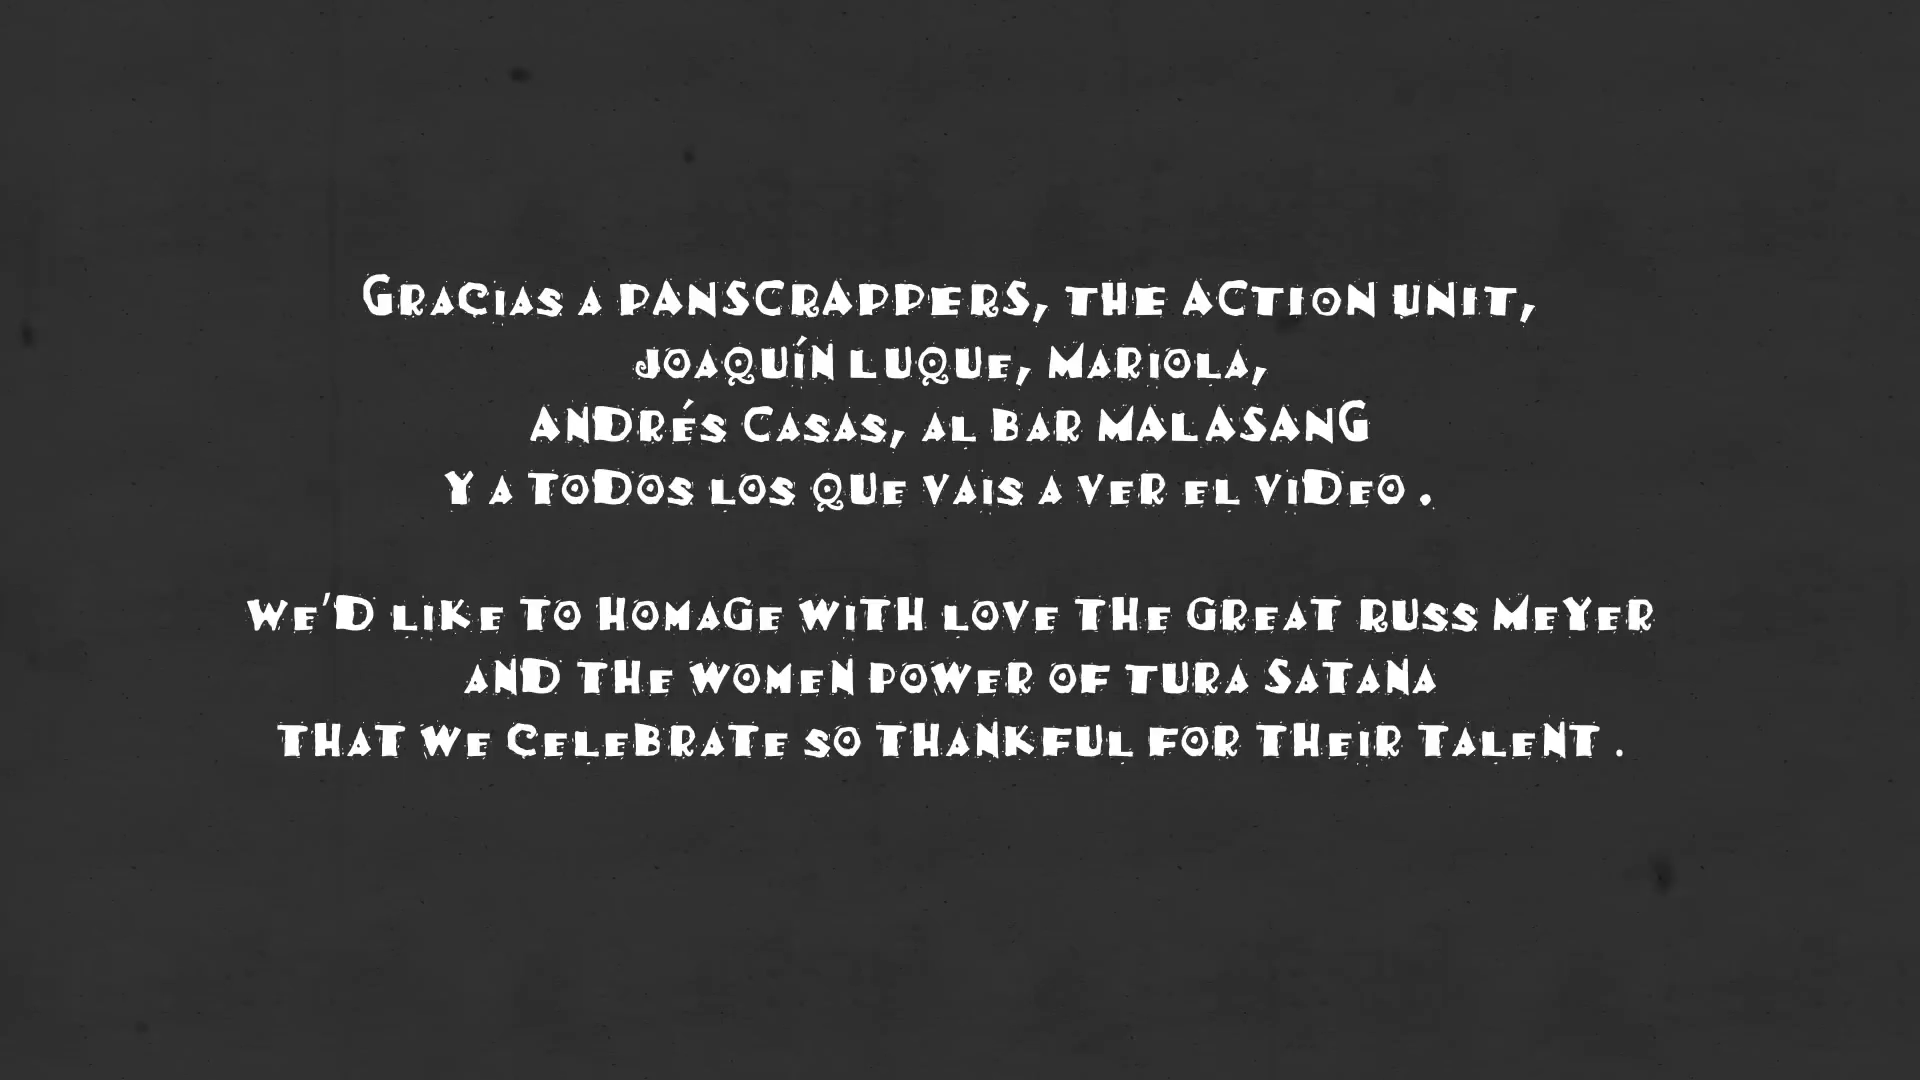 Gracias a PANSCRAPPERS, THE ACTION UNIT,
JOAQUÍN LUQUE, Mariola,
ANDRÉS Casas, al bar MALASANG
Y a todos los que vais a ver el video .
We'd like to homage with love the great Russ Meyer
and the women power of Tura Satana
that we celebrate so thankful for their talent .